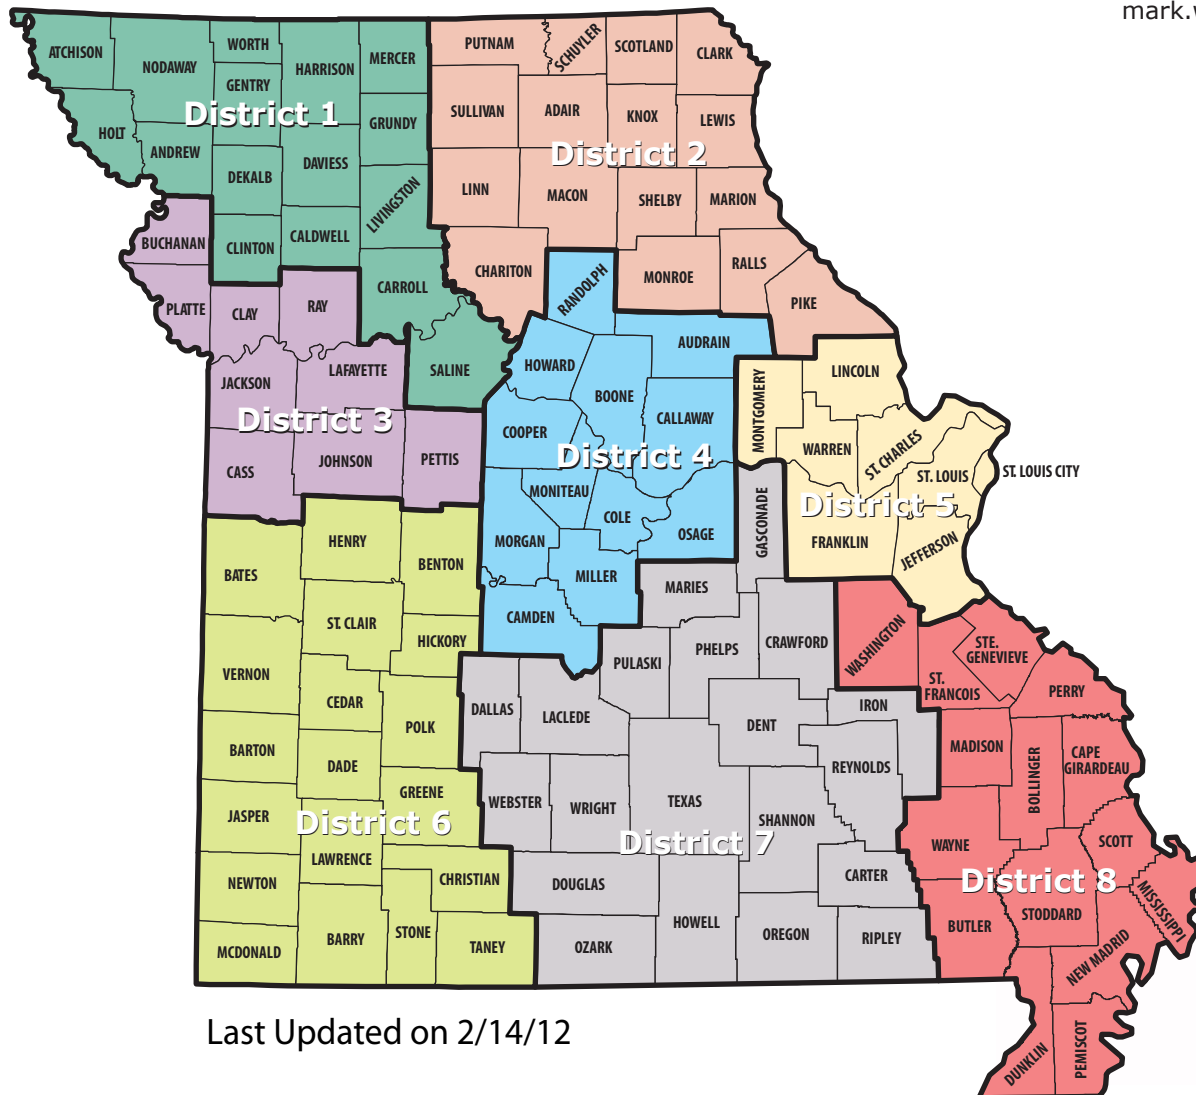 mark.w
ATCHISON
NODAWAY
WORTH
HARRISON
MERCER
GENTRY
District 1
HOLT
ANDREW
GRUNDY
DEKALB
DAVIESS
LIVINGSTON
CLINTON
CALDWELL
CARROLL
SALINE
PUTNAM
SCHUYLER
SCOTLAND
CLARK
SULLIVAN
ADAIR
KNOX
LEWIS
District 2
LINN
MACON
SHELBY
MARION
CHARITON
MONROE
RALLS
PIKE
BUCHANAN
PLATTE
CLAY
RAY
JACKSON
LAFAYETTE
District 3
CASS
JOHNSON
PETTIS
RANDOLPH
HOWARD
AUDRAIN
BOONE
COOPER
CALLAWAY
District 4
MONITEAU
COLE
MORGAN
OSAGE
MILLER
CAMDEN
MONTGOMERY
LINCOLN
WARREN
ST. CHARLES
ST. LOUIS
ST. LOUIS CITY
District 5
FRANKLIN
JEFFERSON
HENRY
BATES
BENTON
ST. CLAIR
HICKORY
VERNON
CEDAR
POLK
BARTON
DADE
GREENE
JASPER
District 6
LAWRENCE
NEWTON
CHRISTIAN
MCDONALD
BARRY
STONE
TANEY
GASCONADE
MARIES
PULASKI
PHELPS
CRAWFORD
DALLAS
LACLEDE
DENT
IRON
REYNOLDS
WEBSTER
WRIGHT
TEXAS
SHANNON
District 7
DOUGLAS
CARTER
OZARK
HOWELL
OREGON
RIPLEY
WASHINGTON
STE.
GENEVIEVE
ST.
FRANCOIS
PERRY
MADISON
BOLLINGER
CAPE
GIRARDEAU
WAYNE
SCOTT
District 8
MISSISSIPPI
BUTLER
STODDARD
NEW MADRID
DUNKLIN
PEMISCOT
Last Updated on 2/14/12